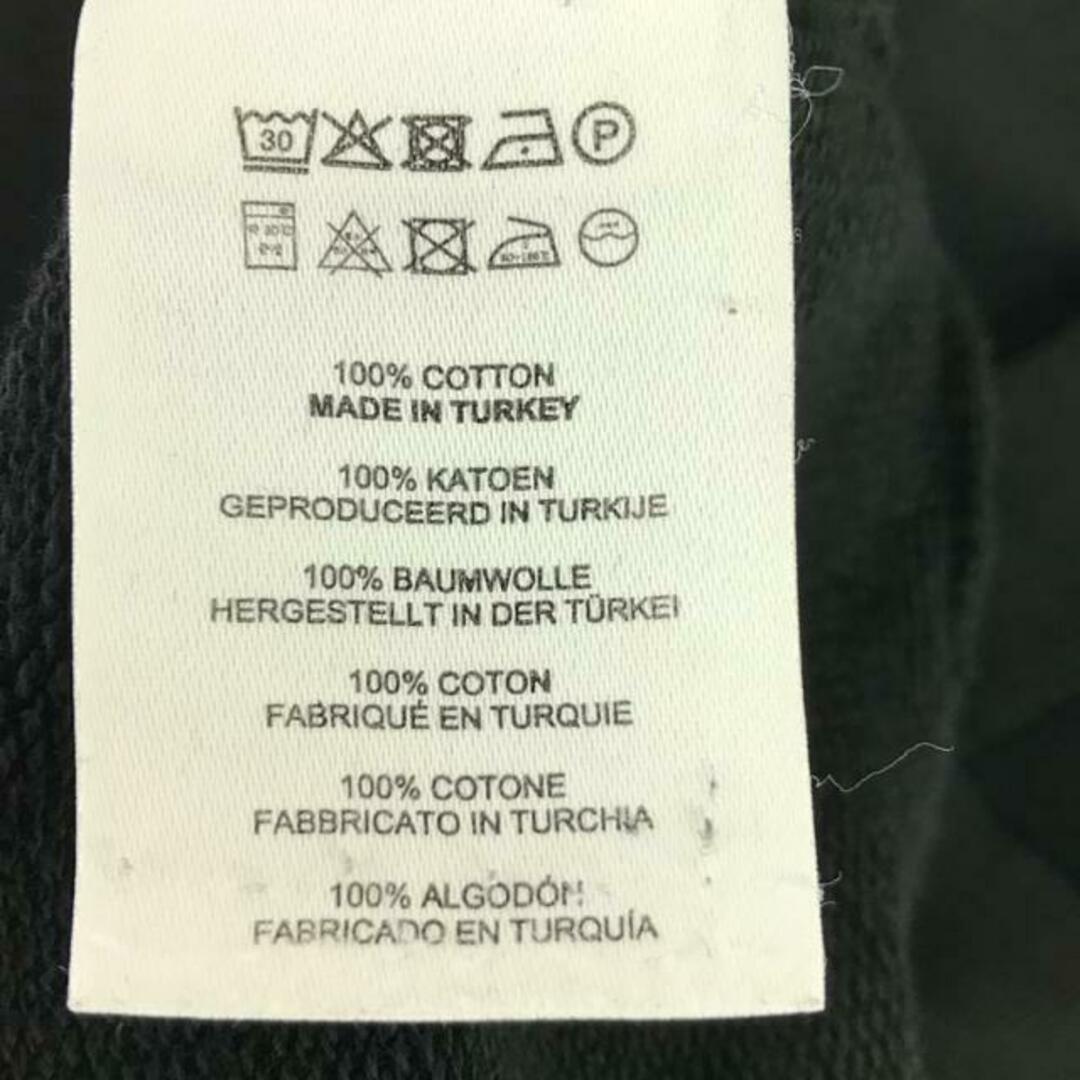 30 P
100% COTTON
MADE IN TURKEY
100% KATOEN
GEPRODUCEERD IN TURKIJE
100% BAUMWOLLE
HERGESTELLT IN DER TÜRKEI
100% COTON
FABRIQUÉ EN TURQUIE
100% COTONE
FABBRICATO IN TURCHIA
100% ALGODÓN
FABRICADO EN TURQUÍA